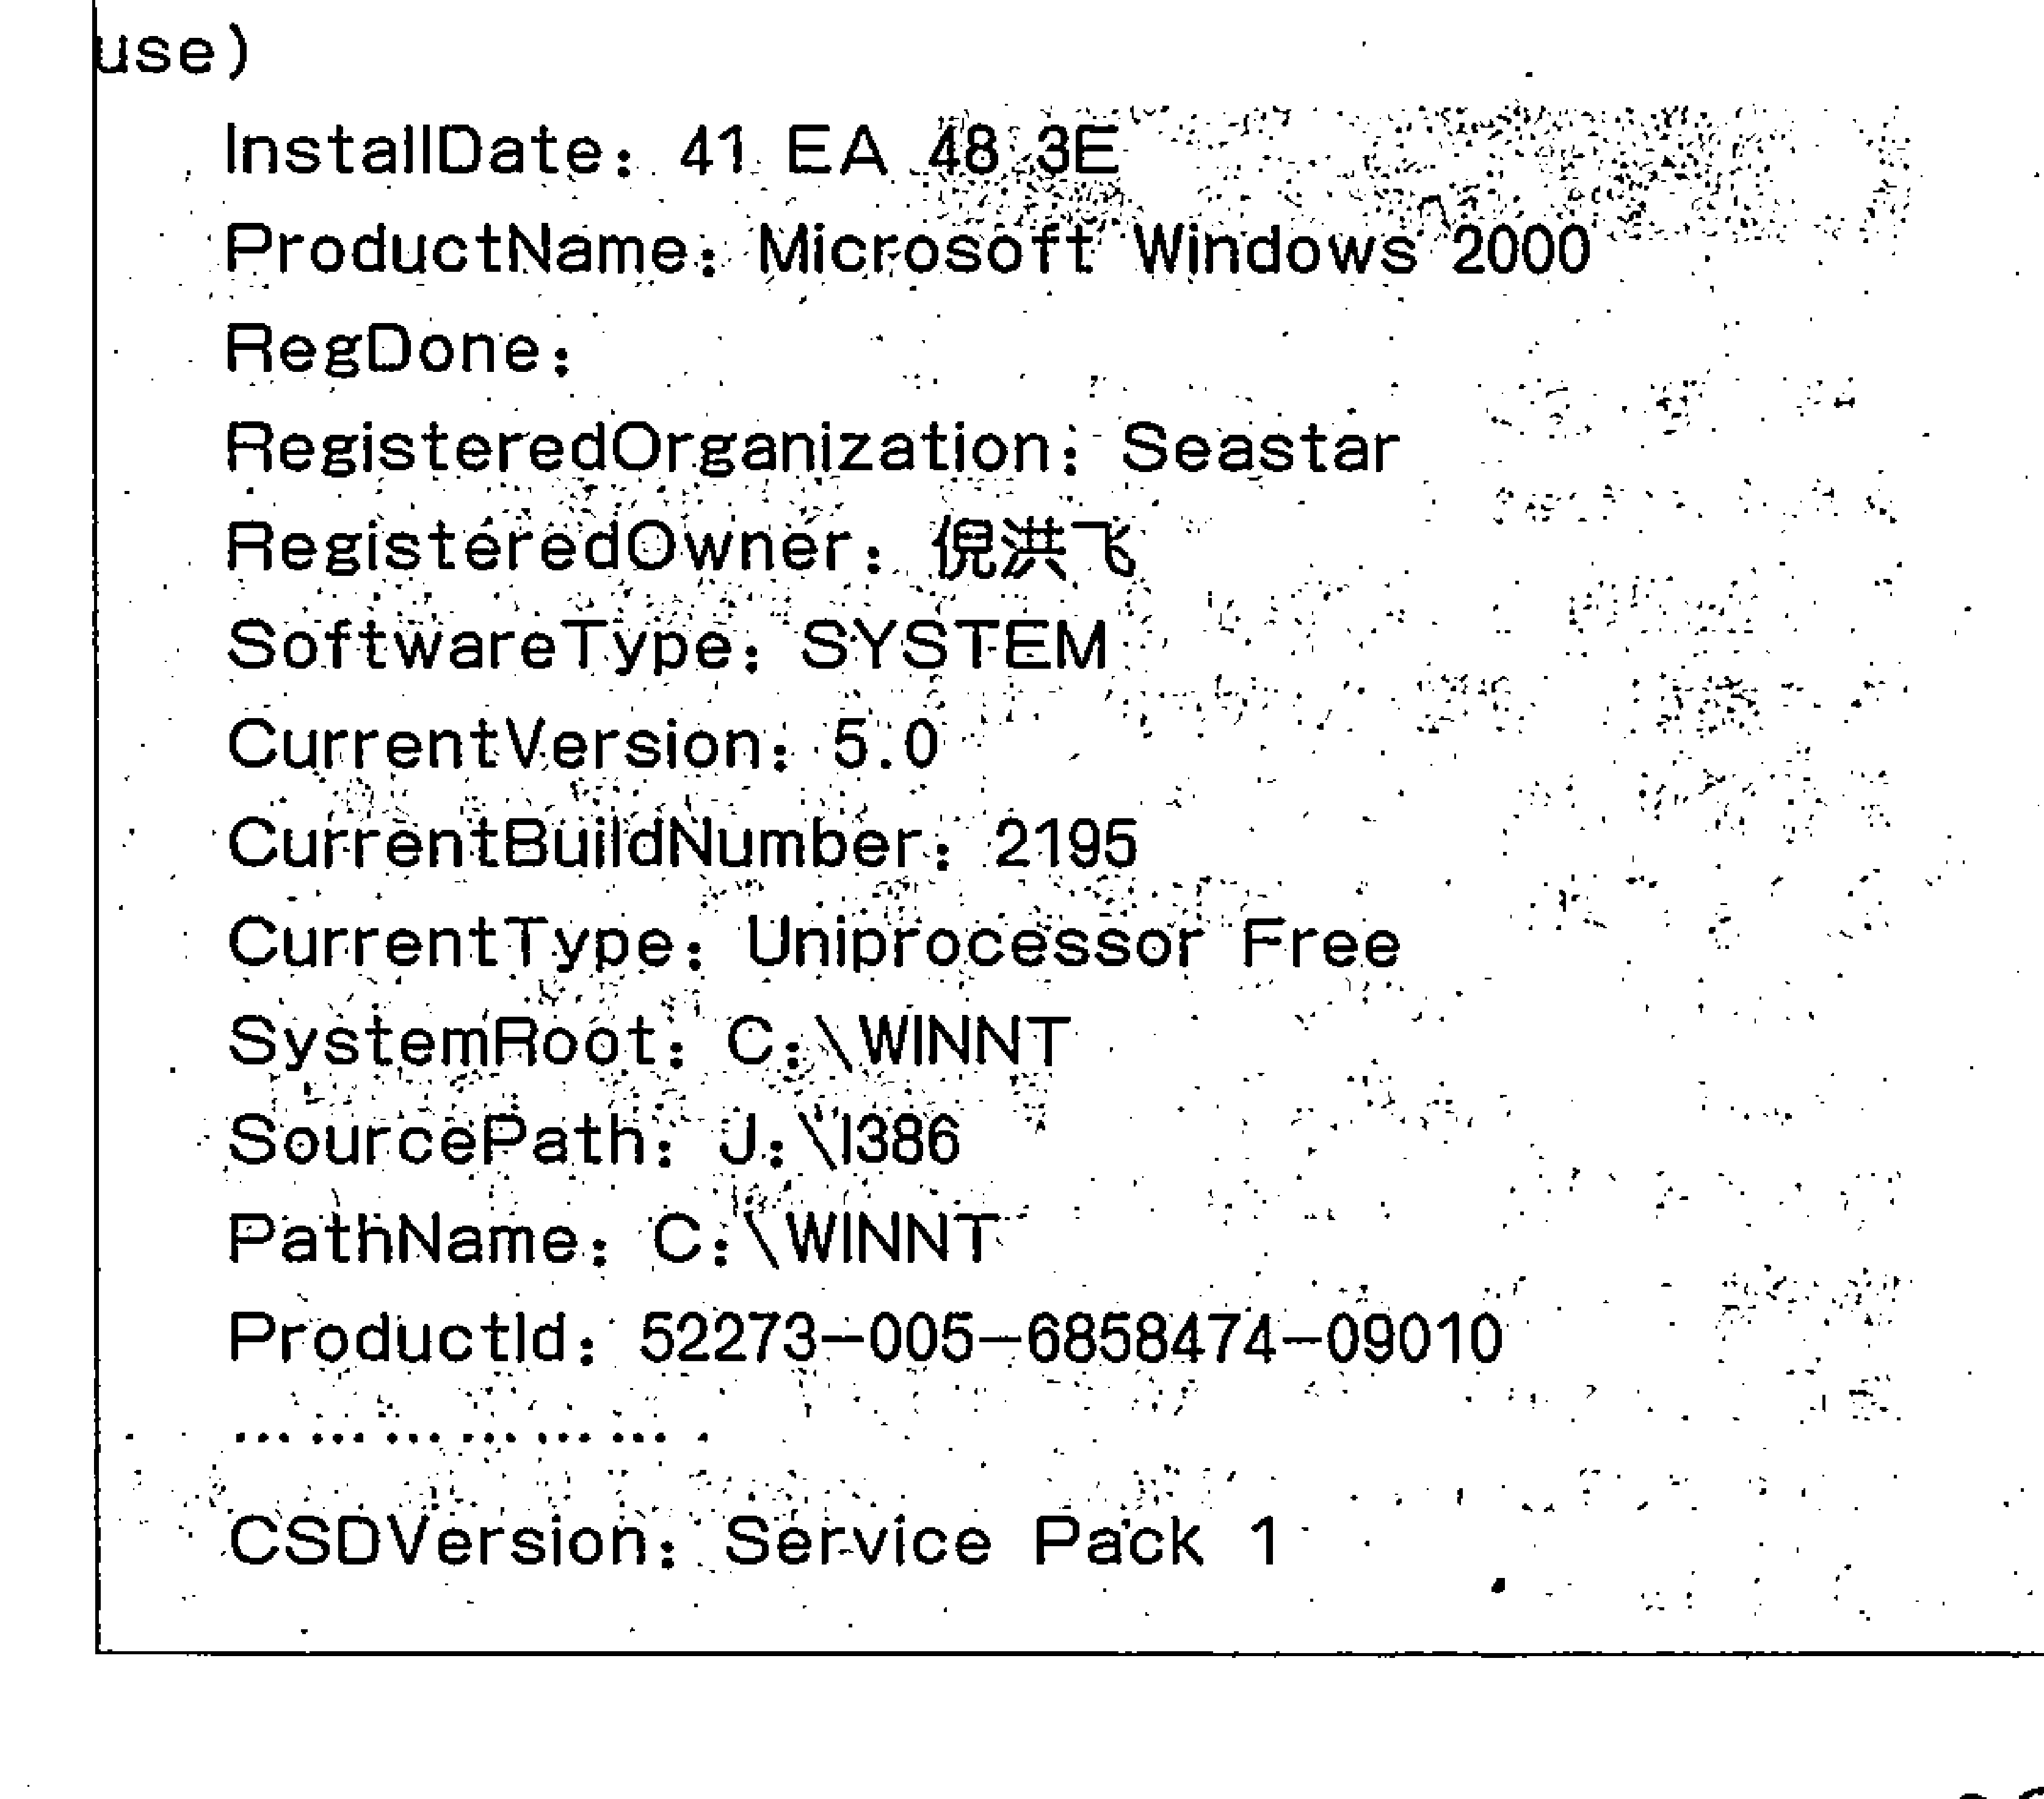 use)
InstallDate: 41 EA 48 3E
ProductName: Microsoft Windows 2000
RegDone:
RegisteredOrganization: Seastar
RegisteredOwner: 倪洪飞
SoftwareType: SYSTEM
CurrentVersion: 5.0
CurrentBuildNumber: 2195
CurrentType: Uniprocessor Free
SystemRoot: C:\WINNT
SourcePath: J:\I386
PathName: C:\WINNT
ProductId: 52273-005-6858474-09010
………………….
CSDVersion: Service Pack 1